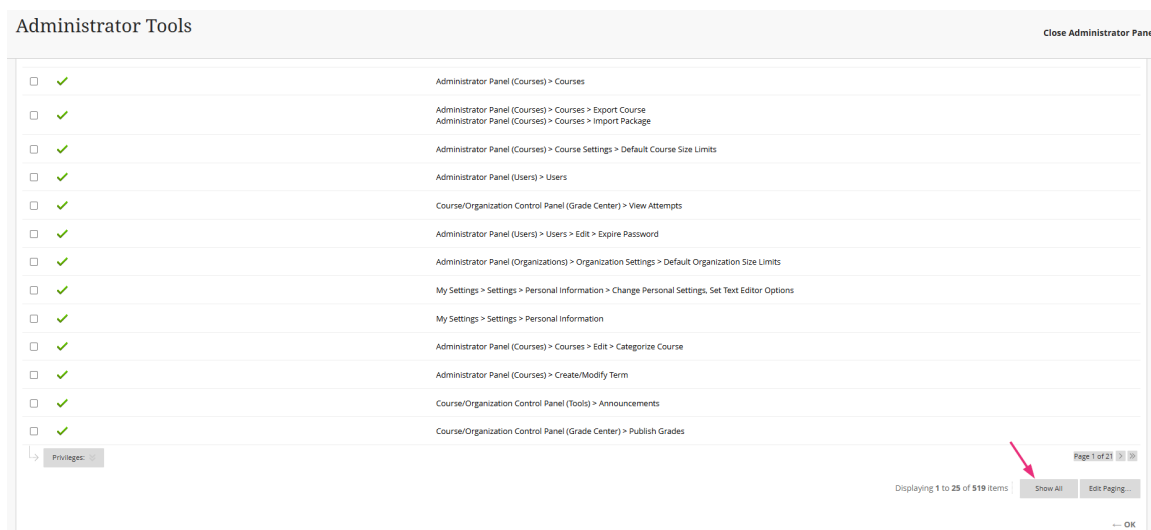 Administrator Tools
Close Administrator Pane
Administrator Panel (Courses) > Courses
Administrator Panel (Courses) > Courses > Export Course
Administrator Panel (Courses) > Courses > Import Package
Administrator Panel (Courses) > Course Settings > Default Course Size Limits
Administrator Panel (Users) > Users
Course/Organization Control Panel (Grade Center) > View Attempts
Administrator Panel (Users) > Users > Edit > Expire Password
Administrator Panel (Organizations) > Organization Settings > Default Organization Size Limits
My Settings > Settings > Personal Information > Change Personal Settings, Set Text Editor Options
My Settings > Settings > Personal Information
Administrator Panel (Courses) > Courses > Edit > Categorize Course
Administrator Panel (Courses) > Create/Modify Term
Course/Organization Control Panel (Tools) > Announcements
Course/Organization Control Panel (Grade Center) > Publish Grades
Privileges:
Page 1 of 21
Displaying 1 to 25 of 519 items
Show All
Edit Paging...
← OK